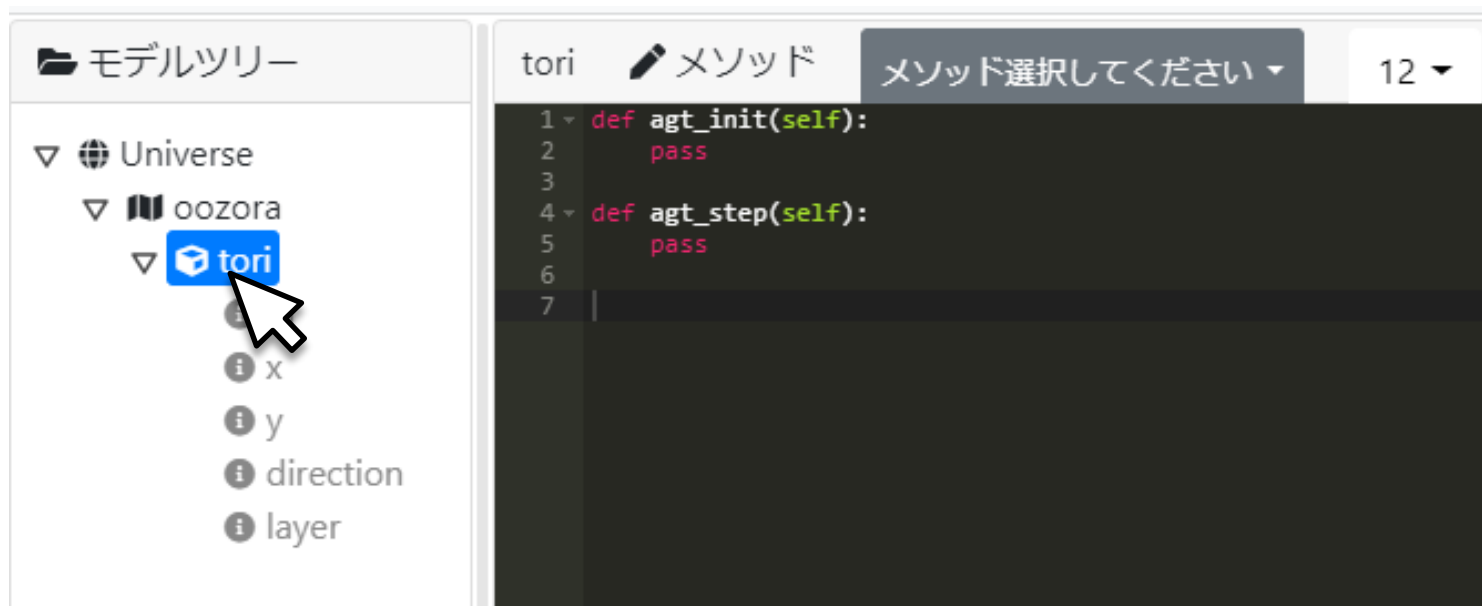 モデルツリー
Universe
oozora
tori
x
y
direction
layer
tori メソッド メソッド選択してください 12
1 def agt_init(self):
2     pass
3
4 def agt_step(self):
5     pass
6
7